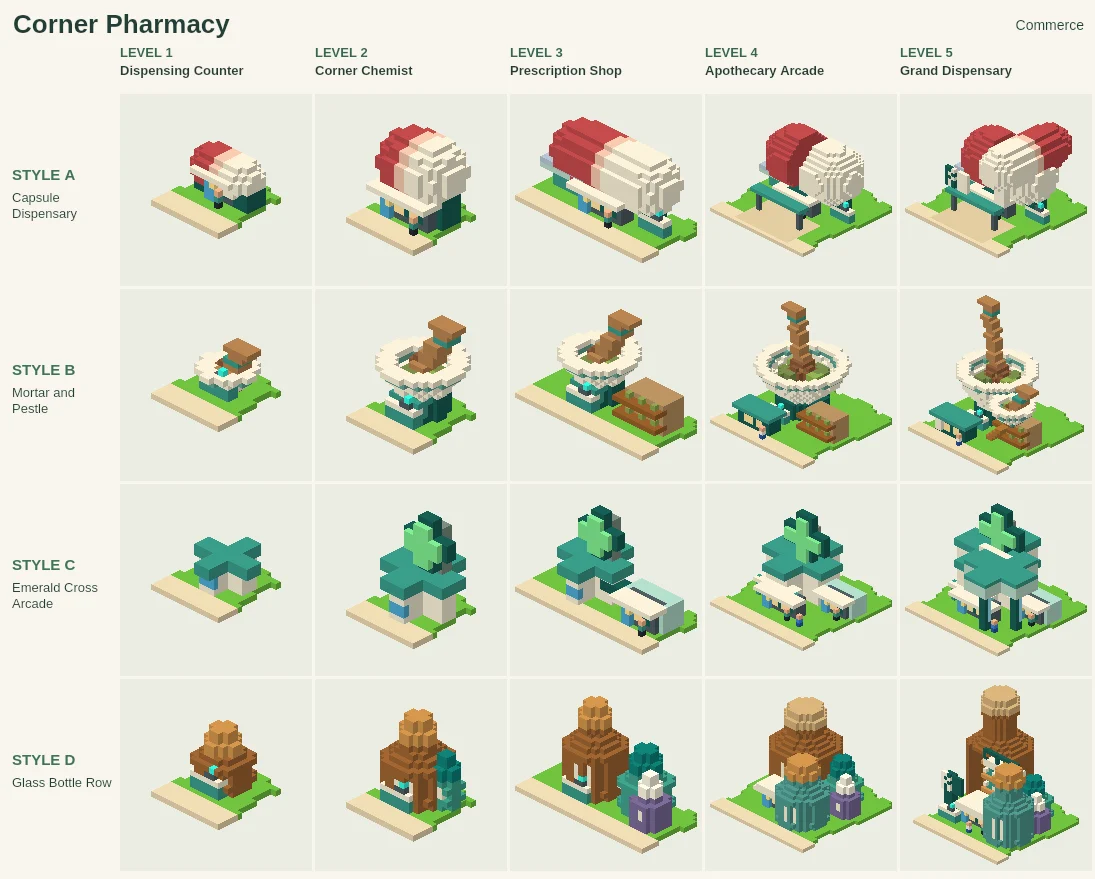 Corner Pharmacy
Commerce
LEVEL 1
Dispensing Counter
LEVEL 2
Corner Chemist
LEVEL 3
Prescription Shop
LEVEL 4
Apothecary Arcade
LEVEL 5
Grand Dispensary
STYLE A
Capsule
Dispensary
STYLE B
Mortar and
Pestle
STYLE C
Emerald Cross
Arcade
STYLE D
Glass Bottle Row